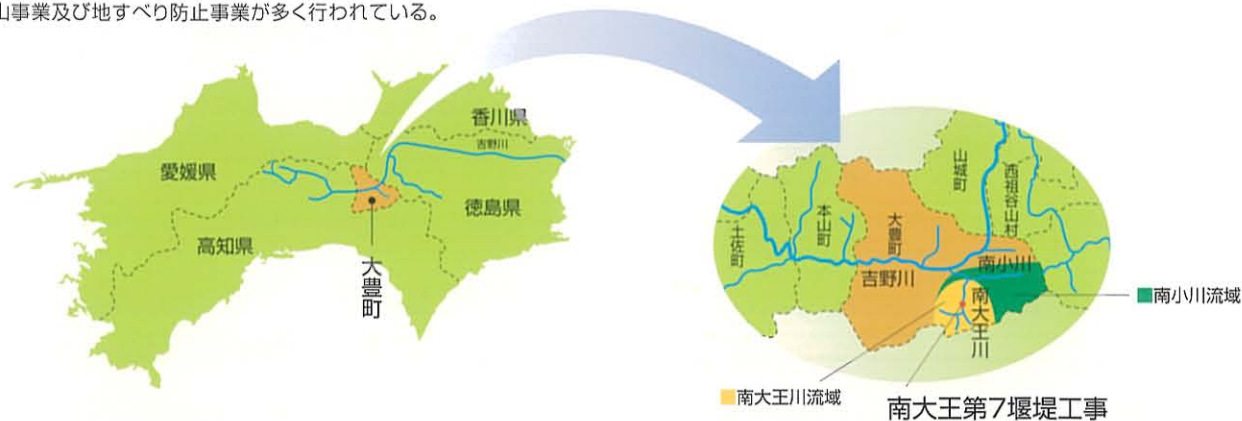 山事業及び地すべり防止事業が多く行われている。
香川県
吉野川
愛媛県
徳島県
高知県
大豊町
山城町
西祖谷山村
本山町
大豊町
土佐町
南小川
吉野川
南大王川
南小川流域
南大王川流域
南大王第7堰堤工事